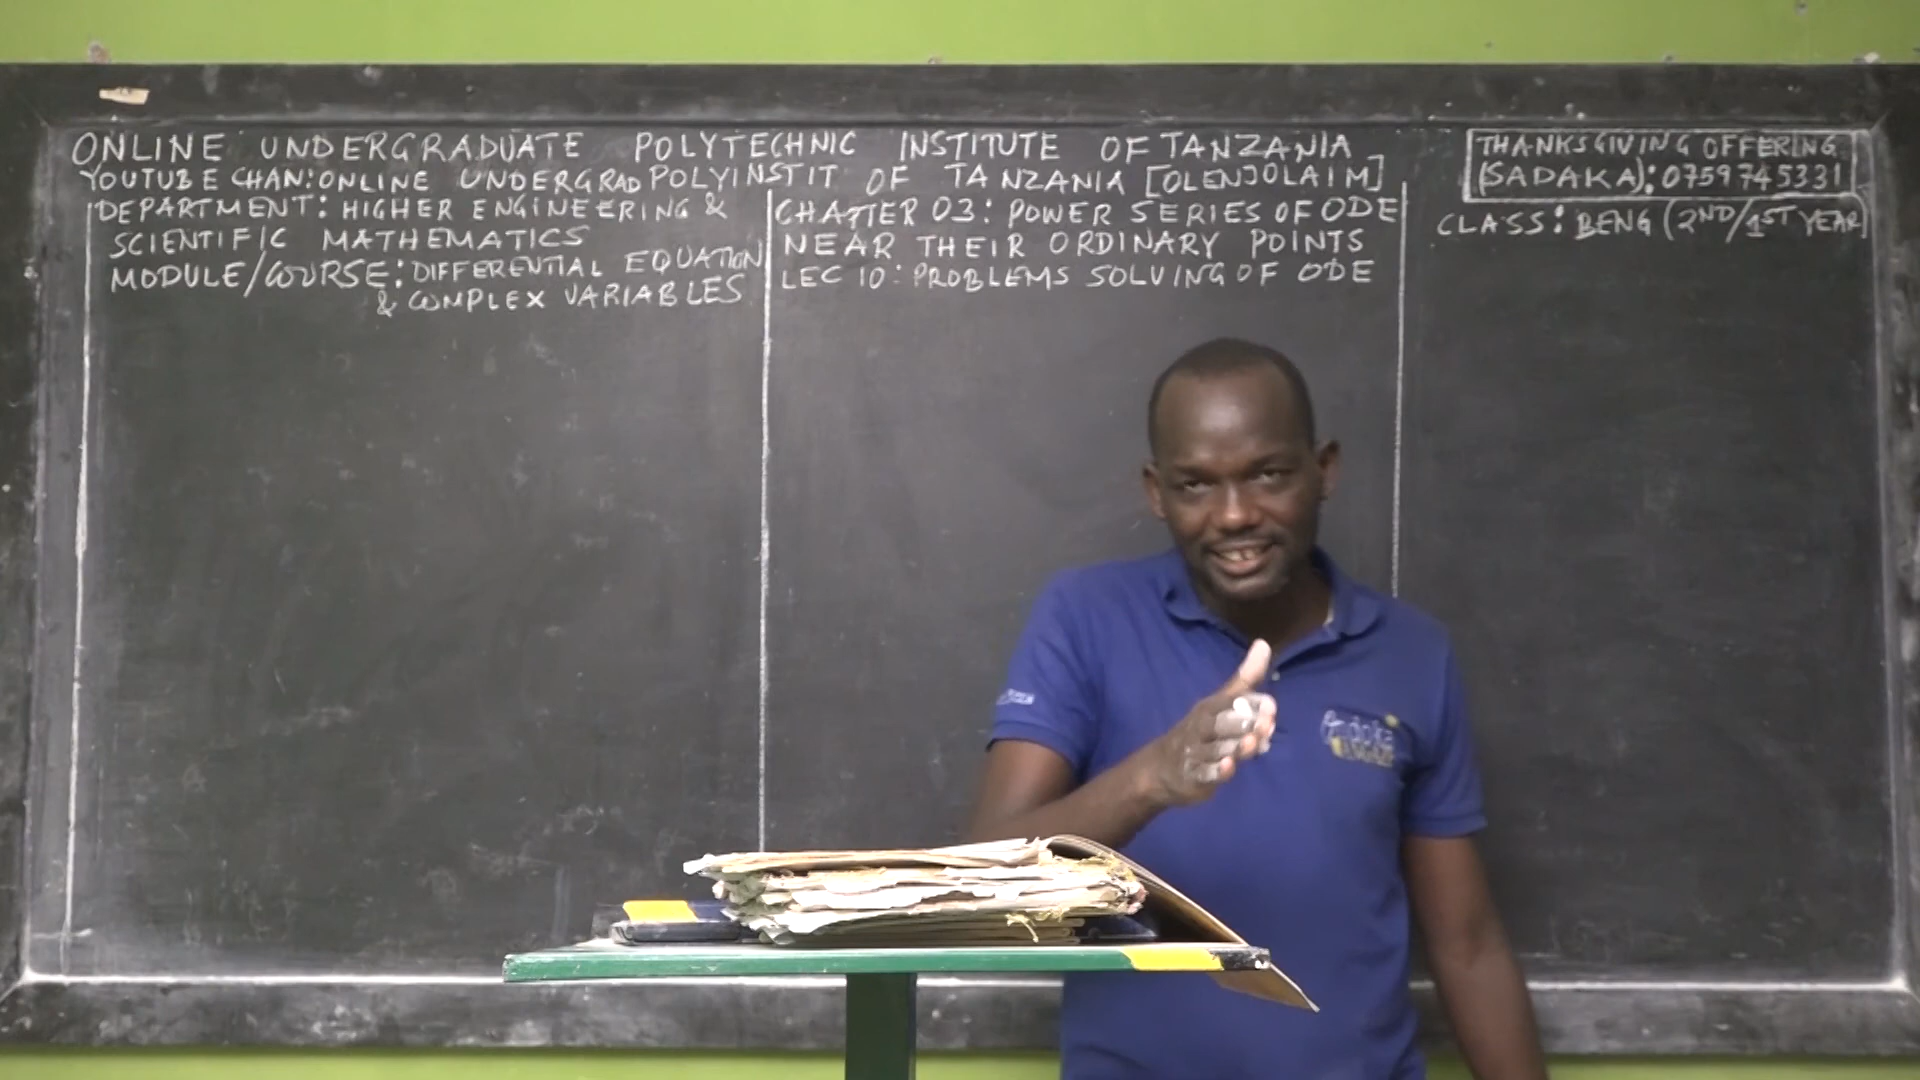 ONLINE UNDERGRADUATE POLYTECHNIC INSTITUTE OF TANZANIA
YOUTUBE CHAN: ONLINE UNDERGRAD POLYINSTIT OF TANZANIA [OLENJOLAIM]
DEPARTMENT: HIGHER ENGINEERING &
SCIENTIFIC MATHEMATICS
MODULE/COURSE: DIFFERENTIAL EQUATION
& COMPLEX VARIABLES
CHAPTER 03: POWER SERIES OF ODE
NEAR THEIR ORDINARY POINTS
LEC 10: PROBLEMS SOLVING OF ODE
THANKSGIVING OFFERING
(SADAKA): 0759745331
CLASS: BENG (2ND/1ST YEAR)